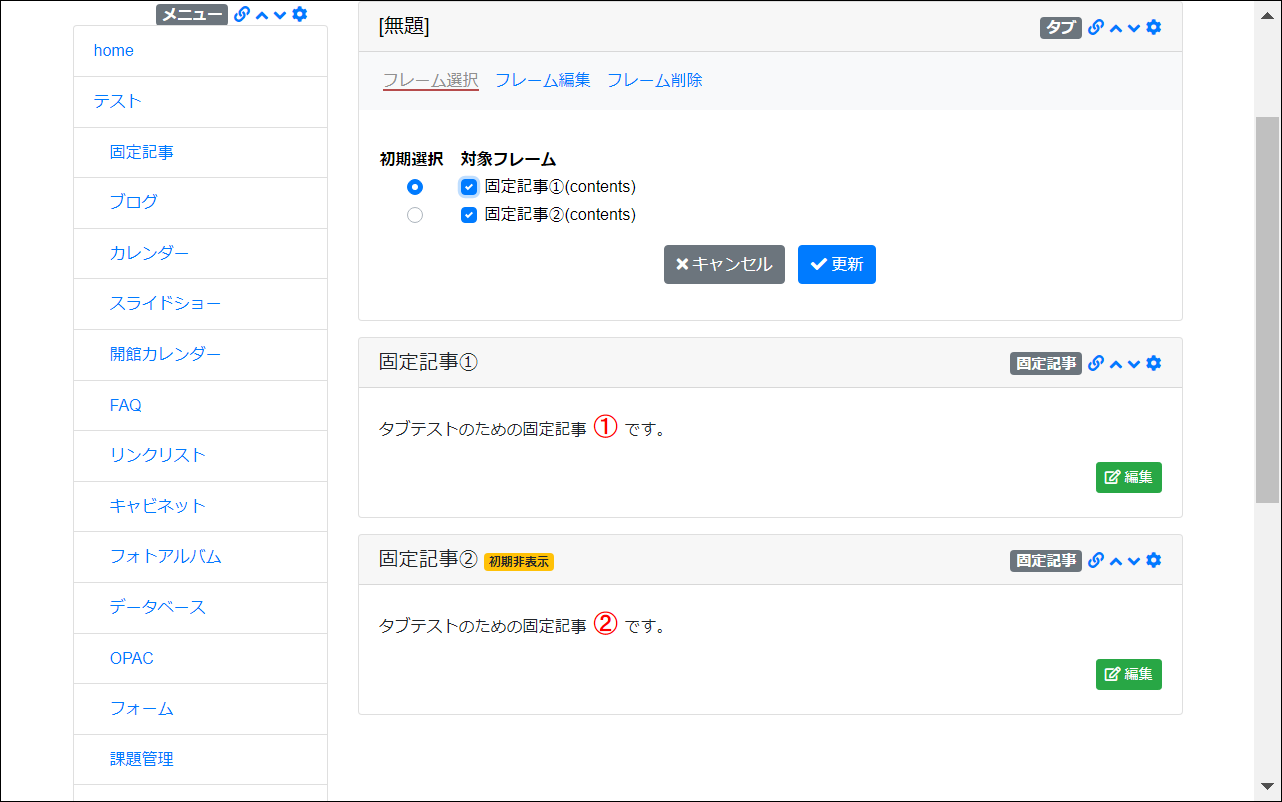 メニュー
home
テスト
固定記事
ブログ
カレンダー
スライドショー
開館カレンダー
FAQ
リンクリスト
キャビネット
フォトアルバム
データベース
OPAC
フォーム
課題管理
[無題]
タブ
フレーム選択 フレーム編集 フレーム削除
初期選択 対象フレーム
固定記事①(contents)
固定記事②(contents)
キャンセル 更新
固定記事①
固定記事
タブテストのための固定記事 ① です。
編集
固定記事② 初期非表示
固定記事
タブテストのための固定記事 ② です。
編集